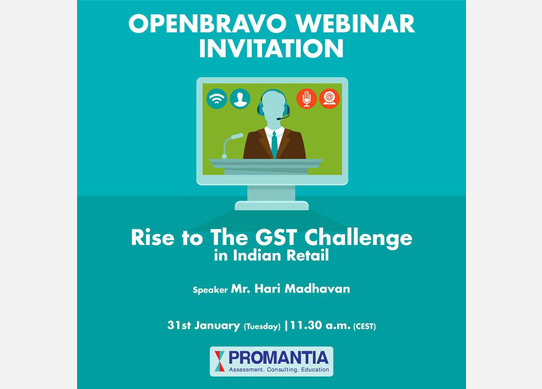 OPENBRAVO WEBINAR
INVITATION
Rise to The GST Challenge
in Indian Retail
Speaker Mr. Hari Madhavan
31st January (Tuesday) | 11.30 a.m. (CEST)
PROMANTIA
Assessment. Consulting. Education